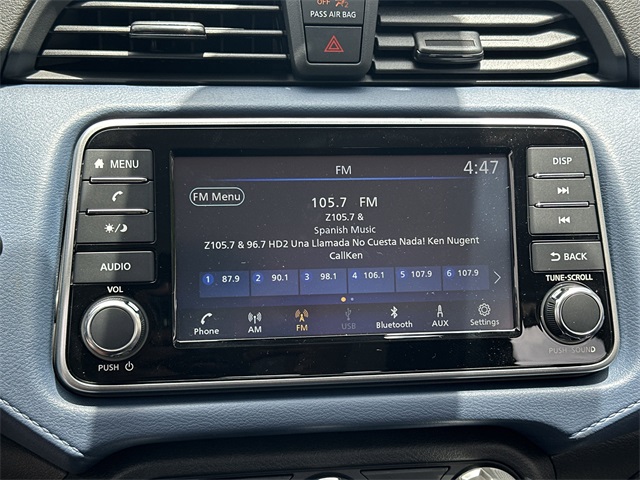 OFF
PASS AIR BAG
MENU
DISP
FM
4:47
FM Menu
105.7 FM
Z105.7 &
Spanish Music
Z105.7 & 96.7 HD2 Una Llamada No Cuesta Nada! Ken Nugent
CallKen
1 87.9 2 90.1 3 98.1 4 106.1 5 107.9 6 107.9
AUDIO
BACK
VOL
TUNE-SCROLL
Phone AM FM USB Bluetooth AUX Settings
PUSH
PUSH SOUND